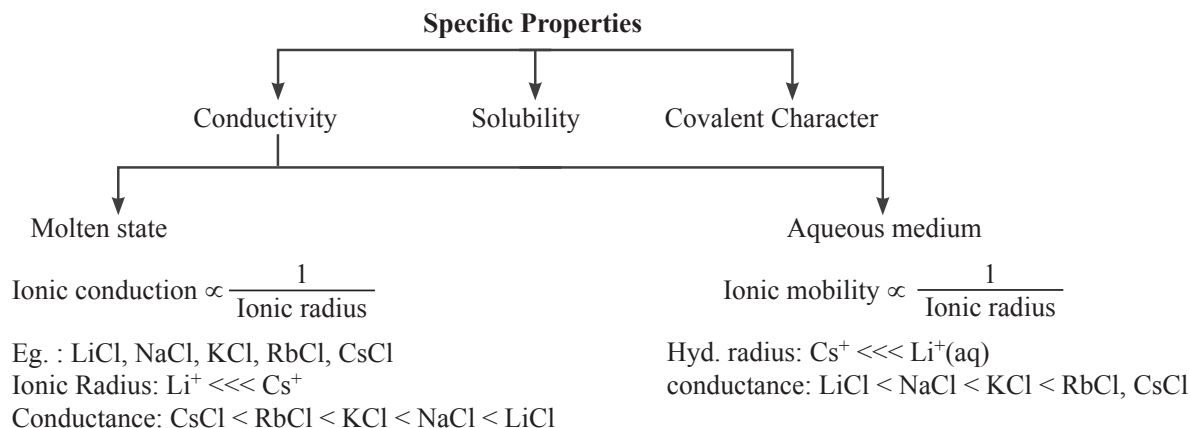 Specific Properties
Conductivity Solubility Covalent Character
Molten state Aqueous medium
Ionic conduction ∝ 1 / Ionic radius
Ionic mobility ∝ 1 / Ionic radius
Eg. : LiCl, NaCl, KCl, RbCl, CsCl
Ionic Radius: Li⁺ <<< Cs⁺
Conductance: CsCl < RbCl < KCl < NaCl < LiCl
Hyd. radius: Cs⁺ <<< Li⁺(aq)
conductance: LiCl < NaCl < KCl < RbCl, CsCl